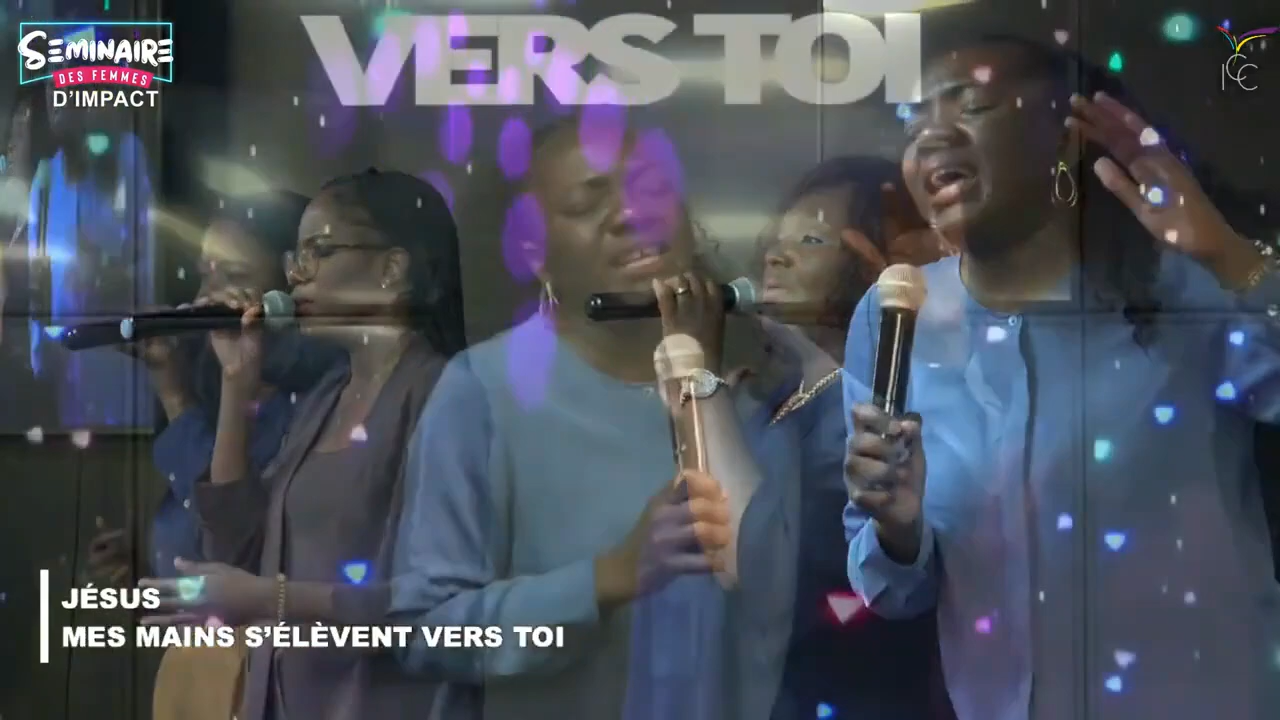 SEMINAIRE
DES FEMMES
D'IMPACT
VERS TOI
ICC
JÉSUS
MES MAINS S'ÉLÈVENT VERS TOI